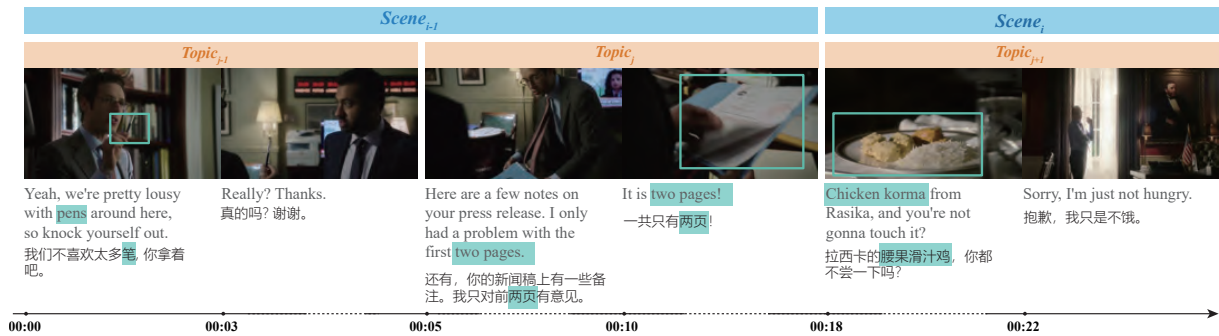 Scene i-1
Scene i
Topic j-1
Topic j
Topic j+1
Yeah, we're pretty lousy
with pens around here,
so knock yourself out.
我们不喜欢太多笔, 你拿着
吧。
Really? Thanks.
真的吗? 谢谢。
Here are a few notes on
your press release. I only
had a problem with the
first two pages.
还有，你的新闻稿上有一些备
注。我只对前两页有意见。
It is two pages!
一共只有两页!
Chicken korma from
Rasika, and you're not
gonna touch it?
拉西卡的腰果滑汁鸡，你都
不尝一下吗?
Sorry, I'm just not hungry.
抱歉，我只是不饿。
00:00
00:03
00:05
00:10
00:18
00:22